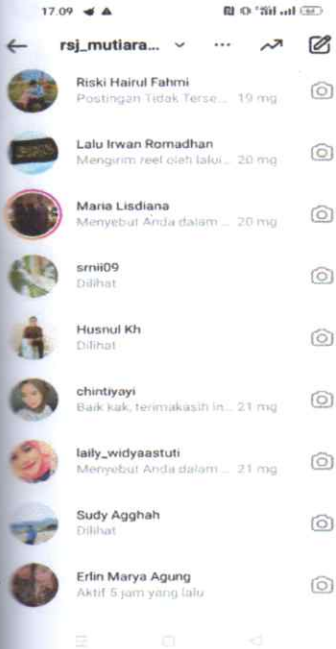 17.09
rsj_mutiara...
Riski Hairul Fahmi
Postingan Tidak Terse... 19 mg
Lalu Irwan Romadhan
Mengirim reel oleh lalui... 20 mg
Maria Lisdiana
Menyebut Anda dalam ... 20 mg
srnii09
Dilihat
Husnul Kh
Dilihat
chintiyayi
Baik kak, terimakasih in... 21 mg
laily_widyaastuti
Menyebut Anda dalam ... 21 mg
Sudy Agghah
Dilihat
Erlin Marya Agung
Aktif 5 jam yang lalu